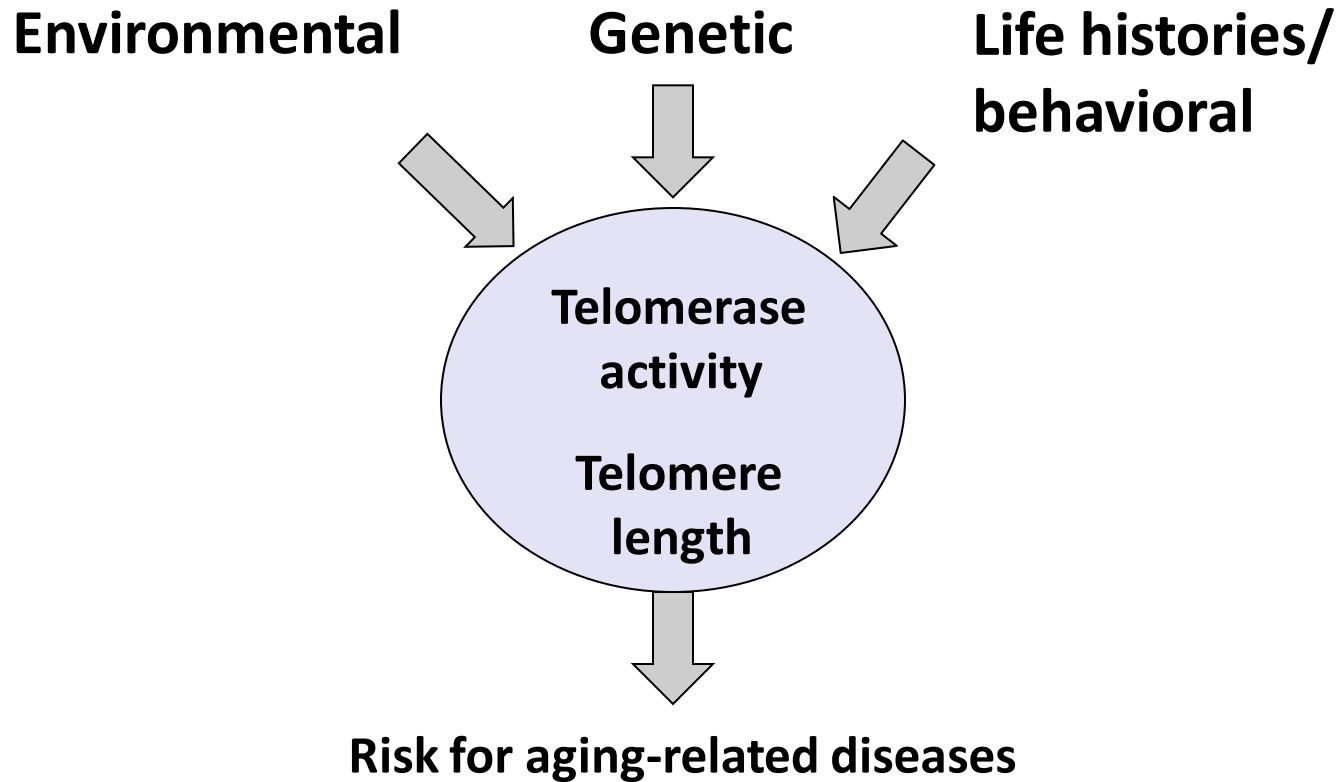 Environmental
Genetic
Life histories/
behavioral
Telomerase
activity
Telomere
length
Risk for aging-related diseases